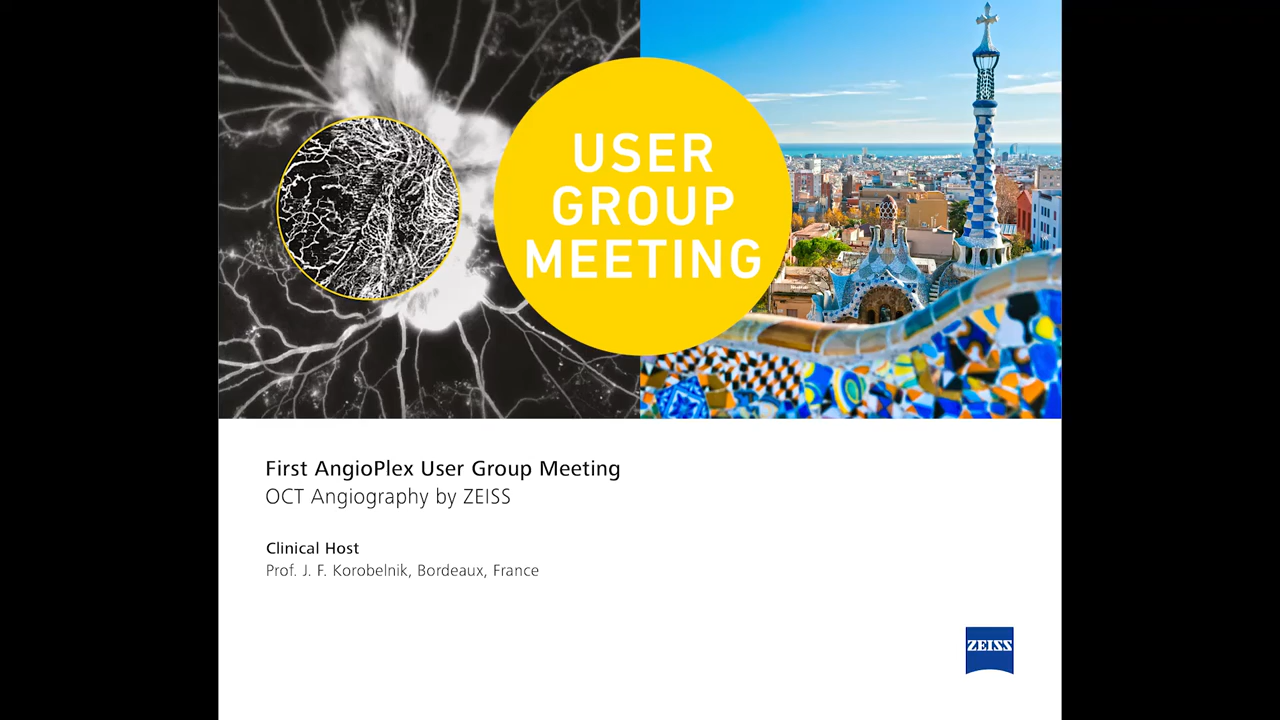 USER
GROUP
MEETING
First AngioPlex User Group Meeting
OCT Angiography by ZEISS
Clinical Host
Prof. J. F. Korobelnik, Bordeaux, France
ZEISS